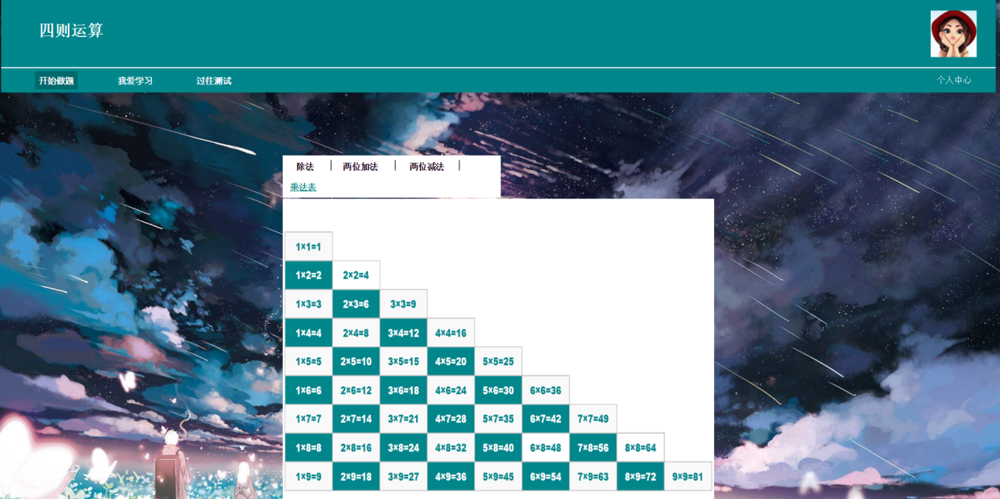 四则运算
开始做题 我爱学习 过往测试 个人中心
除法 | 两位加法 | 两位减法 |
乘法表
1×1=1
1×2=2 2×2=4
1×3=3 2×3=6 3×3=9
1×4=4 2×4=8 3×4=12 4×4=16
1×5=5 2×5=10 3×5=15 4×5=20 5×5=25
1×6=6 2×6=12 3×6=18 4×6=24 5×6=30 6×6=36
1×7=7 2×7=14 3×7=21 4×7=28 5×7=35 6×7=42 7×7=49
1×8=8 2×8=16 3×8=24 4×8=32 5×8=40 6×8=48 7×8=56 8×8=64
1×9=9 2×9=18 3×9=27 4×9=36 5×9=45 6×9=54 7×9=63 8×9=72 9×9=81